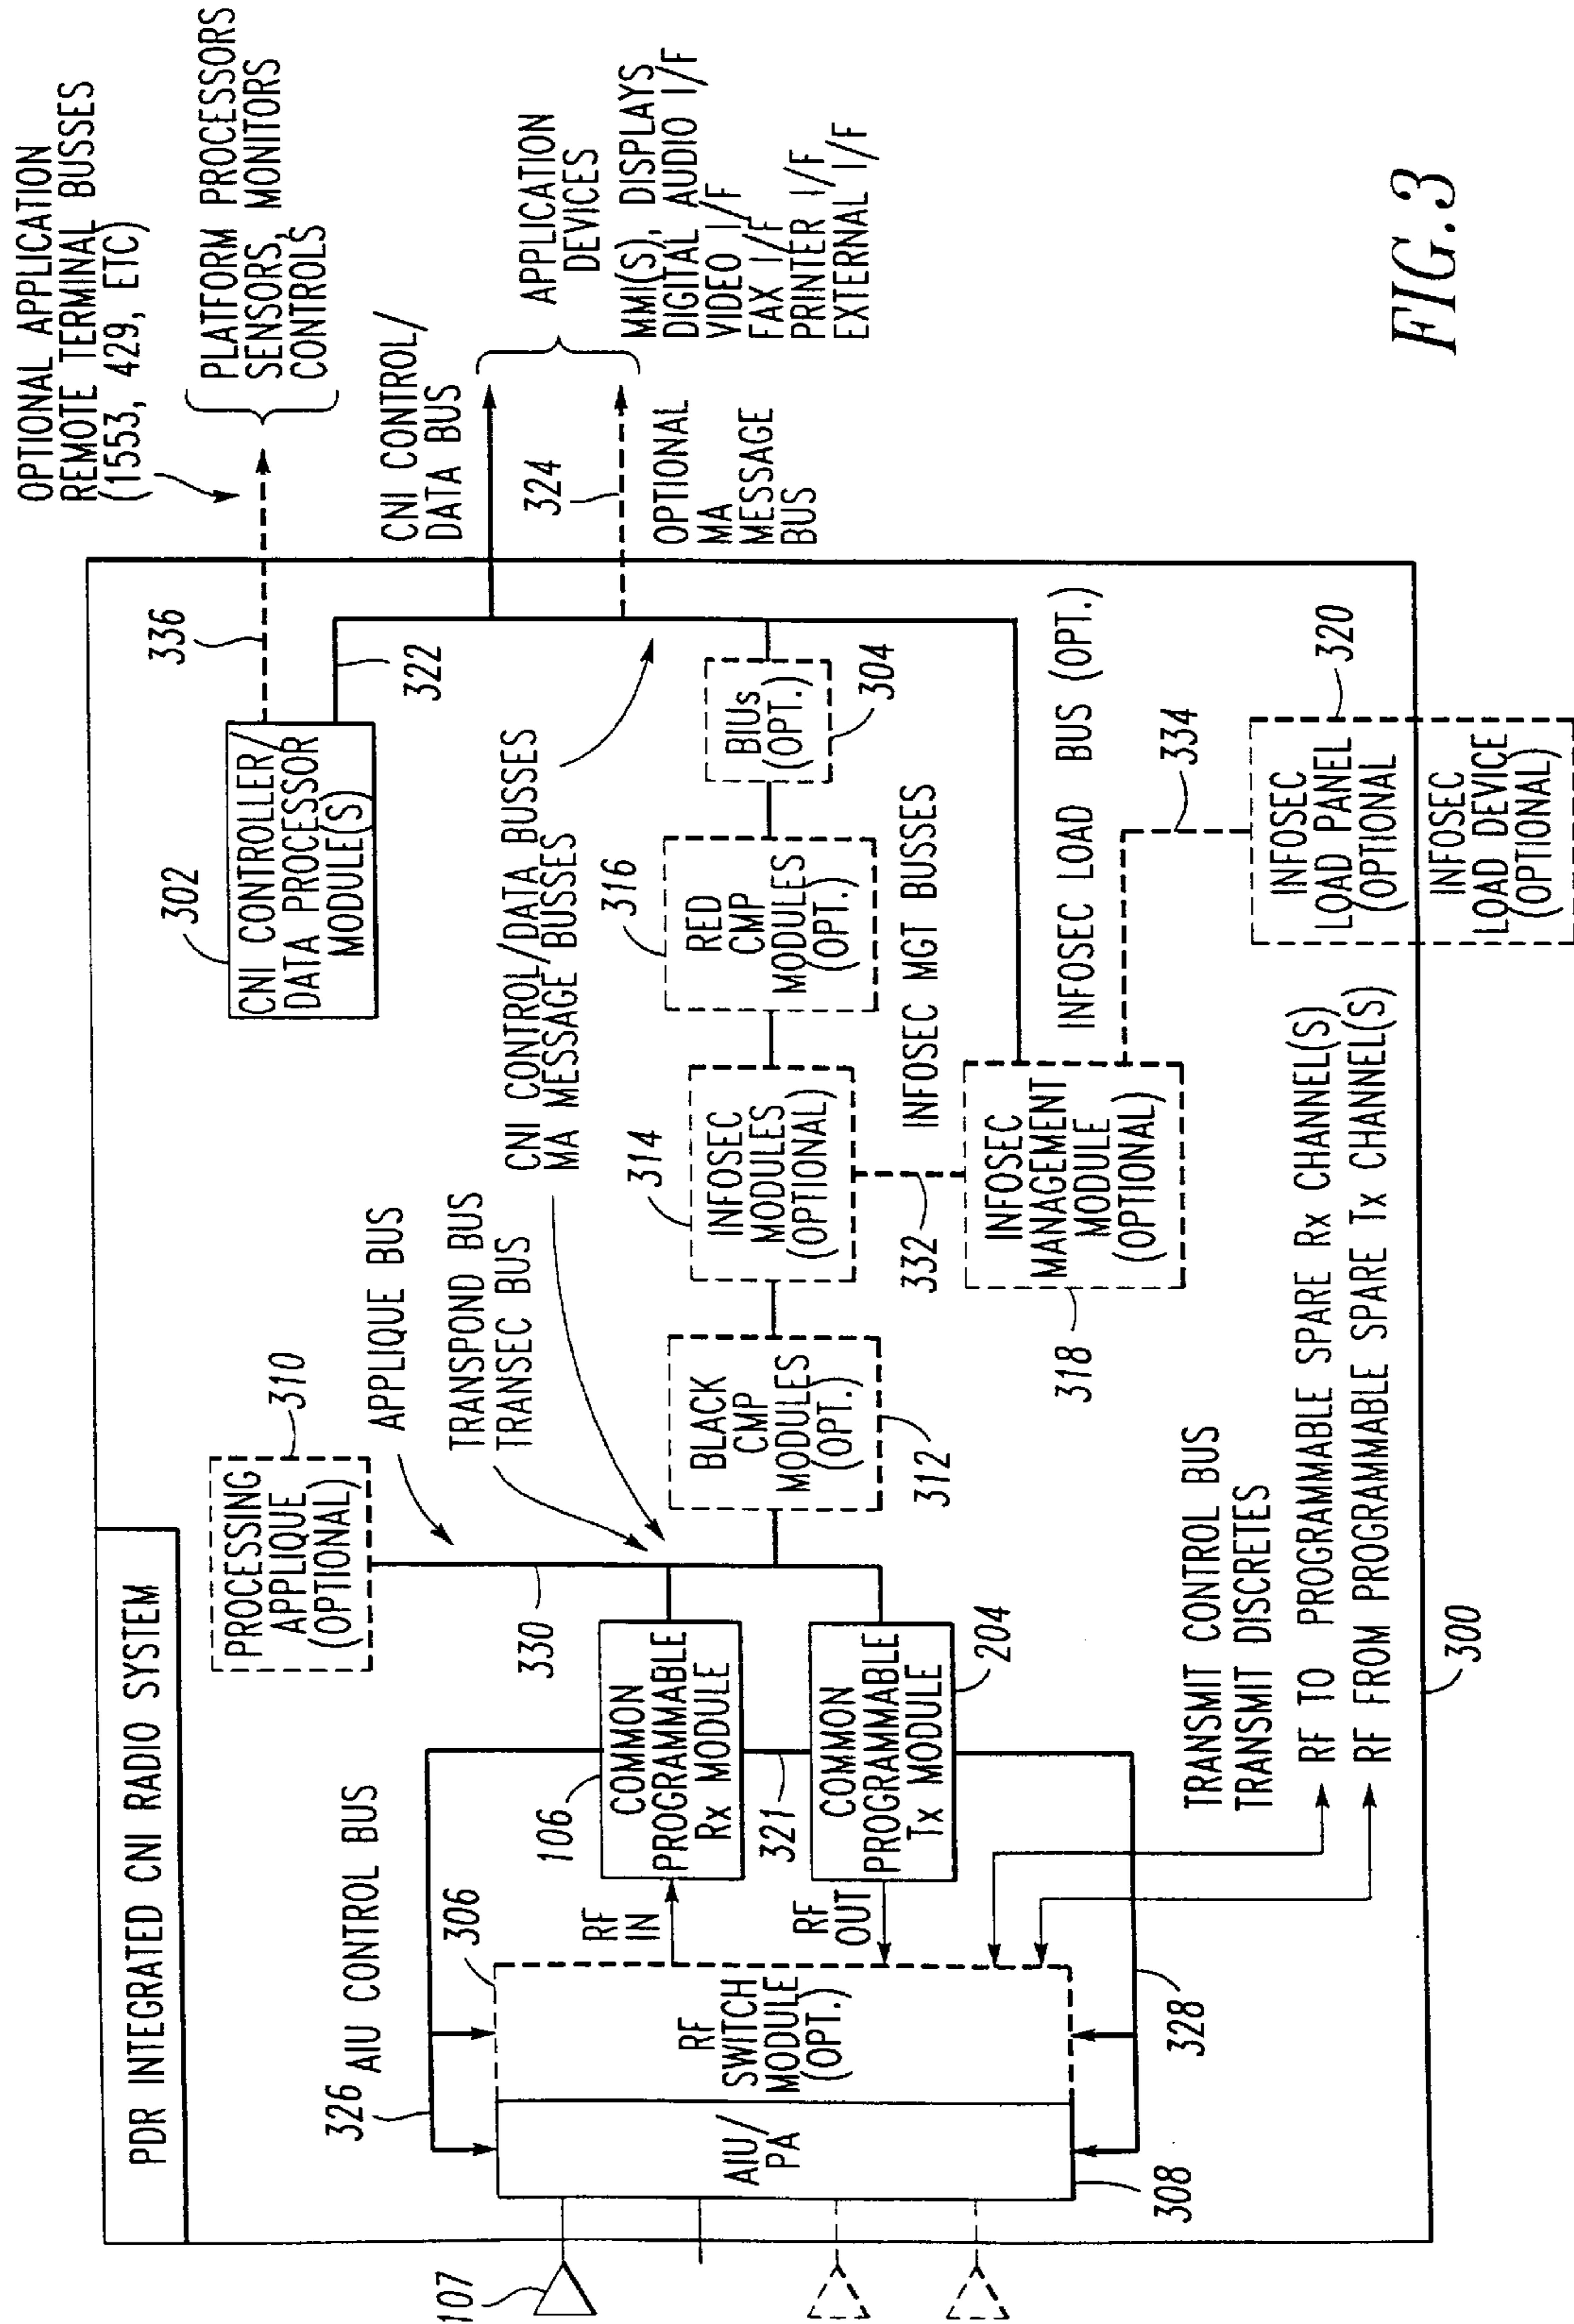 PDR INTEGRATED CNI RADIO SYSTEM
OPTIONAL APPLICATION
REMOTE TERMINAL BUSSES
(1553, 429, ETC)
336
PLATFORM PROCESSORS
SENSORS, MONITORS
CONTROLS
302
CNI CONTROLLER/
DATA PROCESSOR
MODULE(S)
322
CNI CONTROL/
DATA BUS
APPLICATION
DEVICES
324
OPTIONAL
MA
MESSAGE
BUS
MMI(S), DISPLAYS
DIGITAL AUDIO I/F
VIDEO I/F
FAX I/F
PRINTER I/F
EXTERNAL I/F
310
PROCESSING
APPLIQUE
(OPTIONAL)
APPLIQUE BUS
330
TRANSPOND BUS
TRANSEC BUS
CNI CONTROL/DATA BUSSES
MA MESSAGE BUSSES
326
AIU CONTROL BUS
306
RF
IN
106
COMMON
PROGRAMMABLE
Rx MODULE
321
RF
OUT
COMMON
PROGRAMMABLE
Tx MODULE
204
107
AIU/
PA
308
RF
SWITCH
MODULE
(OPT.)
328
BLACK
CMP
MODULES
(OPT.)
312
314
INFOSEC
MODULES
(OPTIONAL)
316
RED
CMP
MODULES
(OPT.)
BIUs
(OPT.)
304
332
INFOSEC MGT BUSSES
INFOSEC
MANAGEMENT
MODULE
(OPTIONAL)
318
INFOSEC LOAD BUS (OPT.)
334
INFOSEC
LOAD PANEL
(OPTIONAL
320
INFOSEC
LOAD DEVICE
(OPTIONAL)
TRANSMIT CONTROL BUS
TRANSMIT DISCRETES
RF TO PROGRAMMABLE SPARE Rx CHANNEL(S)
RF FROM PROGRAMMABLE SPARE Tx CHANNEL(S)
300
FIG.3